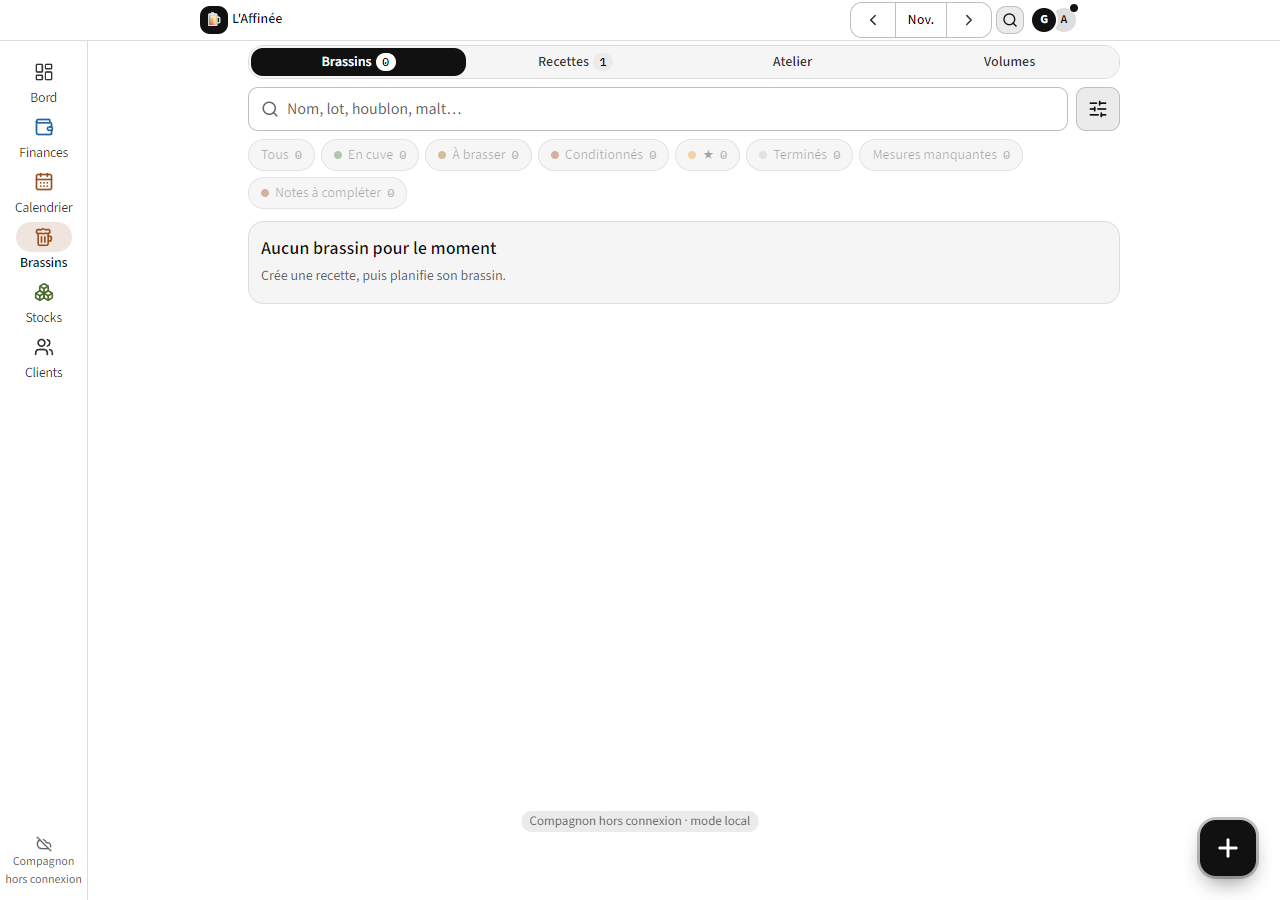 L'Affinée
Nov.
G
A
Bord
Finances
Calendrier
Brassins
Stocks
Clients
Compagnon
hors connexion
Brassins 0
Recettes 1
Atelier
Volumes
Nom, lot, houblon, malt…
Tous 0
En cuve 0
À brasser 0
Conditionnés 0
★ 0
Terminés 0
Mesures manquantes 0
Notes à compléter 0
Aucun brassin pour le moment
Crée une recette, puis planifie son brassin.
Compagnon hors connexion · mode local